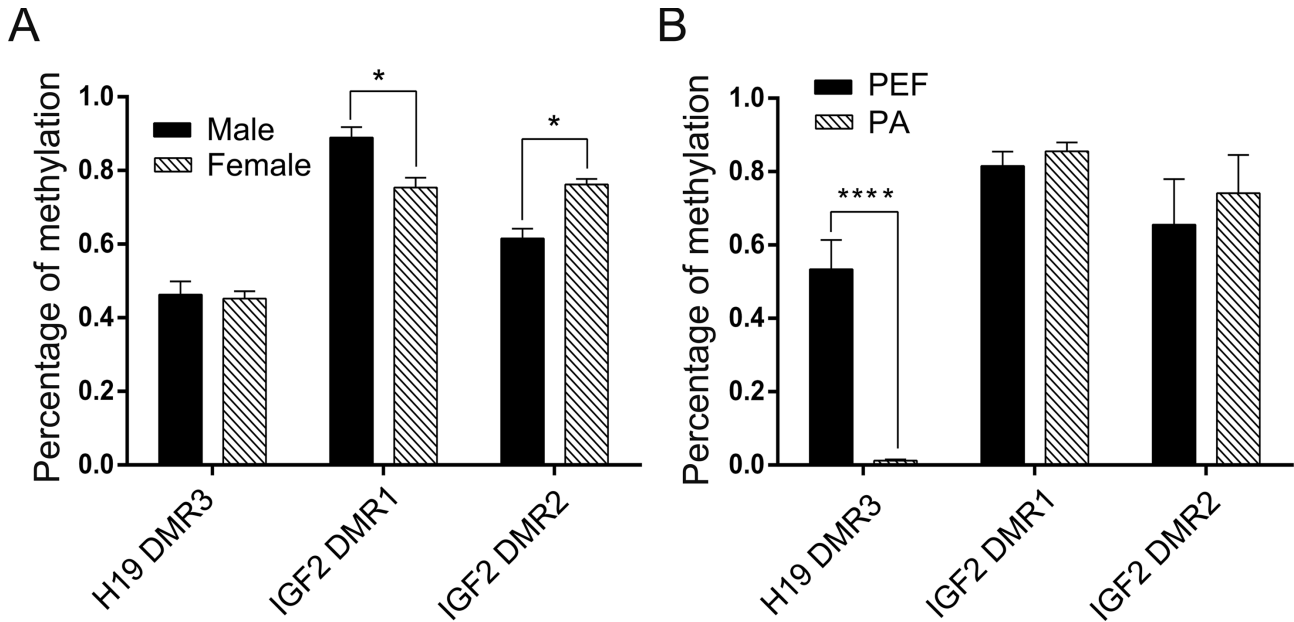 A
Percentage of methylation
1.0
0.8
0.6
0.4
0.2
0.0
Male
Female
*
*
H19 DMR3
IGF2 DMR1
IGF2 DMR2
B
Percentage of methylation
1.0
0.8
0.6
0.4
0.2
0.0
PEF
PA
****
H19 DMR3
IGF2 DMR1
IGF2 DMR2